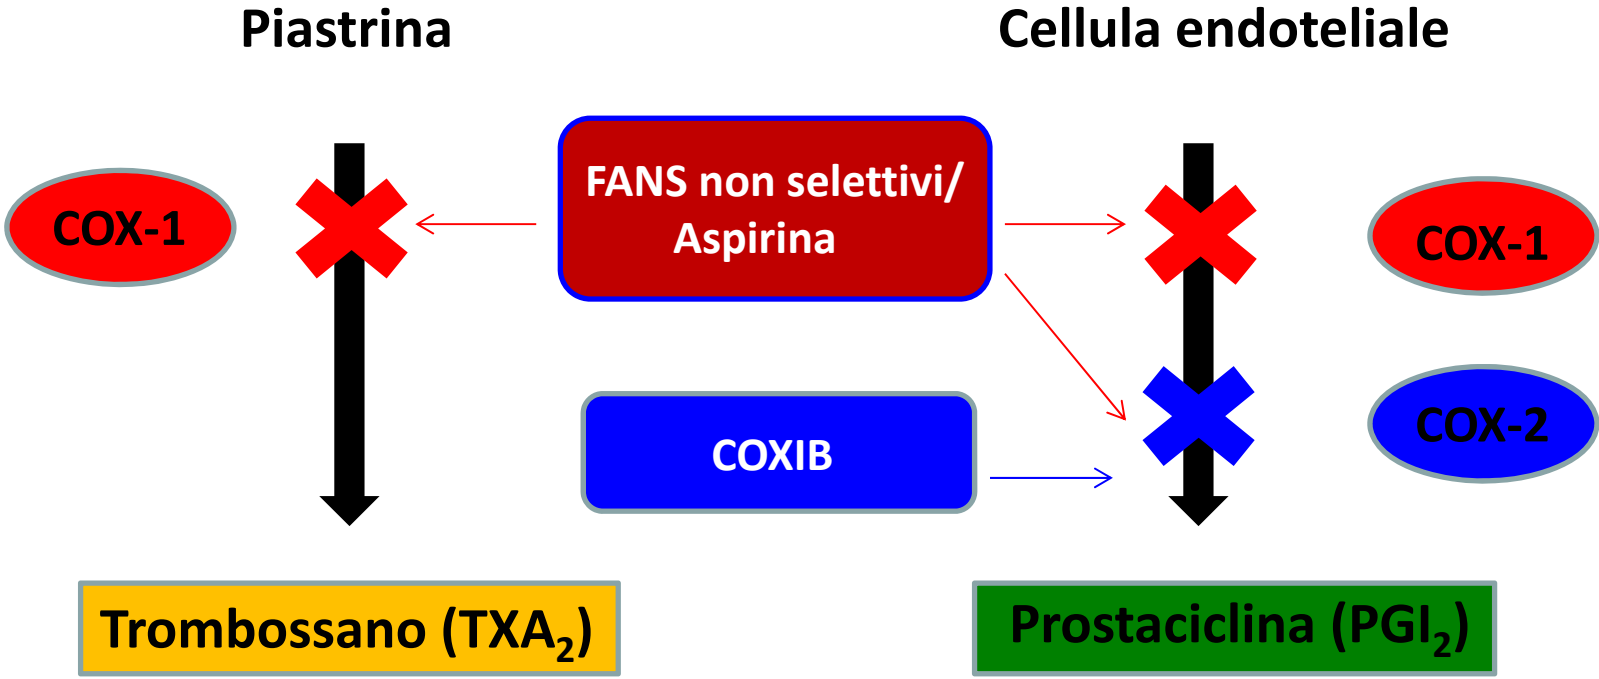 Piastrina
Cellula endoteliale
FANS non selettivi/
Aspirina
COX-1
COX-1
COXIB
COX-2
Trombossano (TXA₂)
Prostaciclina (PGI₂)